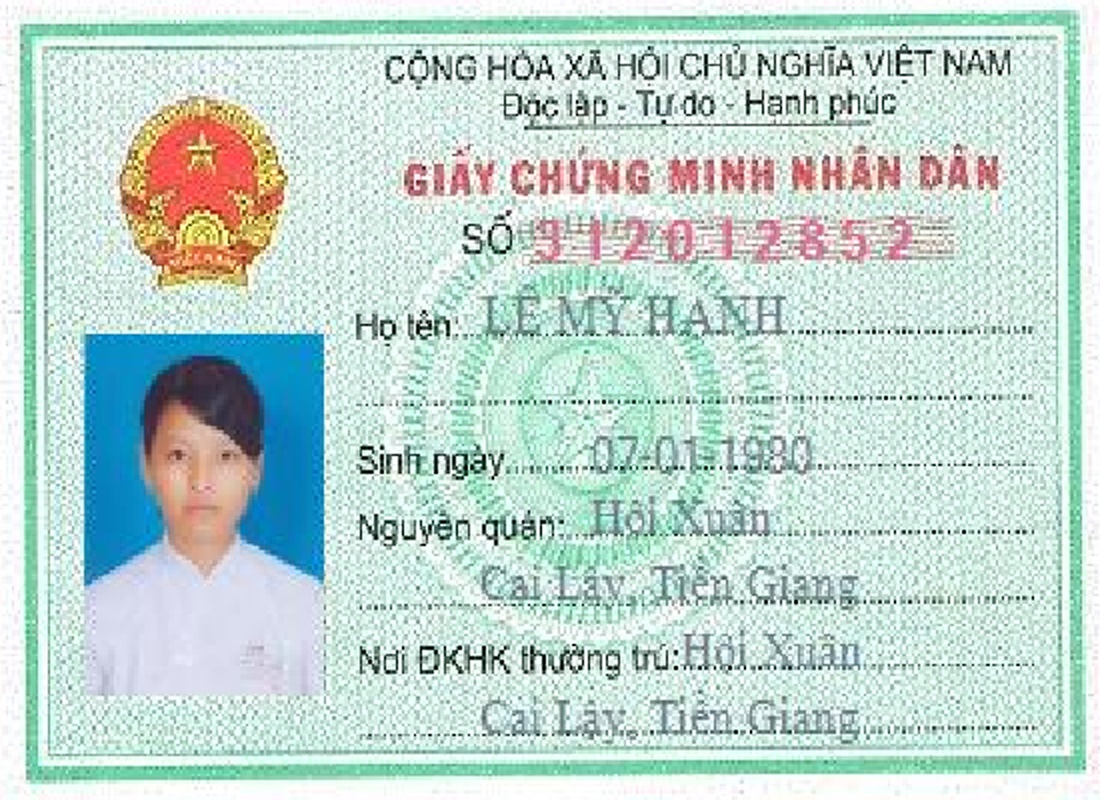 CỘNG HÒA XÃ HỘI CHỦ NGHĨA VIỆT NAM
Độc lập - Tự do - Hạnh phúc
GIẤY CHỨNG MINH NHÂN DÂN
SỐ 312012852
Họ tên: LÊ MỸ HẠNH
Sinh ngày 07-01-1980
Nguyên quán: Hội Xuân
Cai Lậy, Tiền Giang
Nơi ĐKHK thường trú: Hội Xuân
Cai Lậy, Tiền Giang